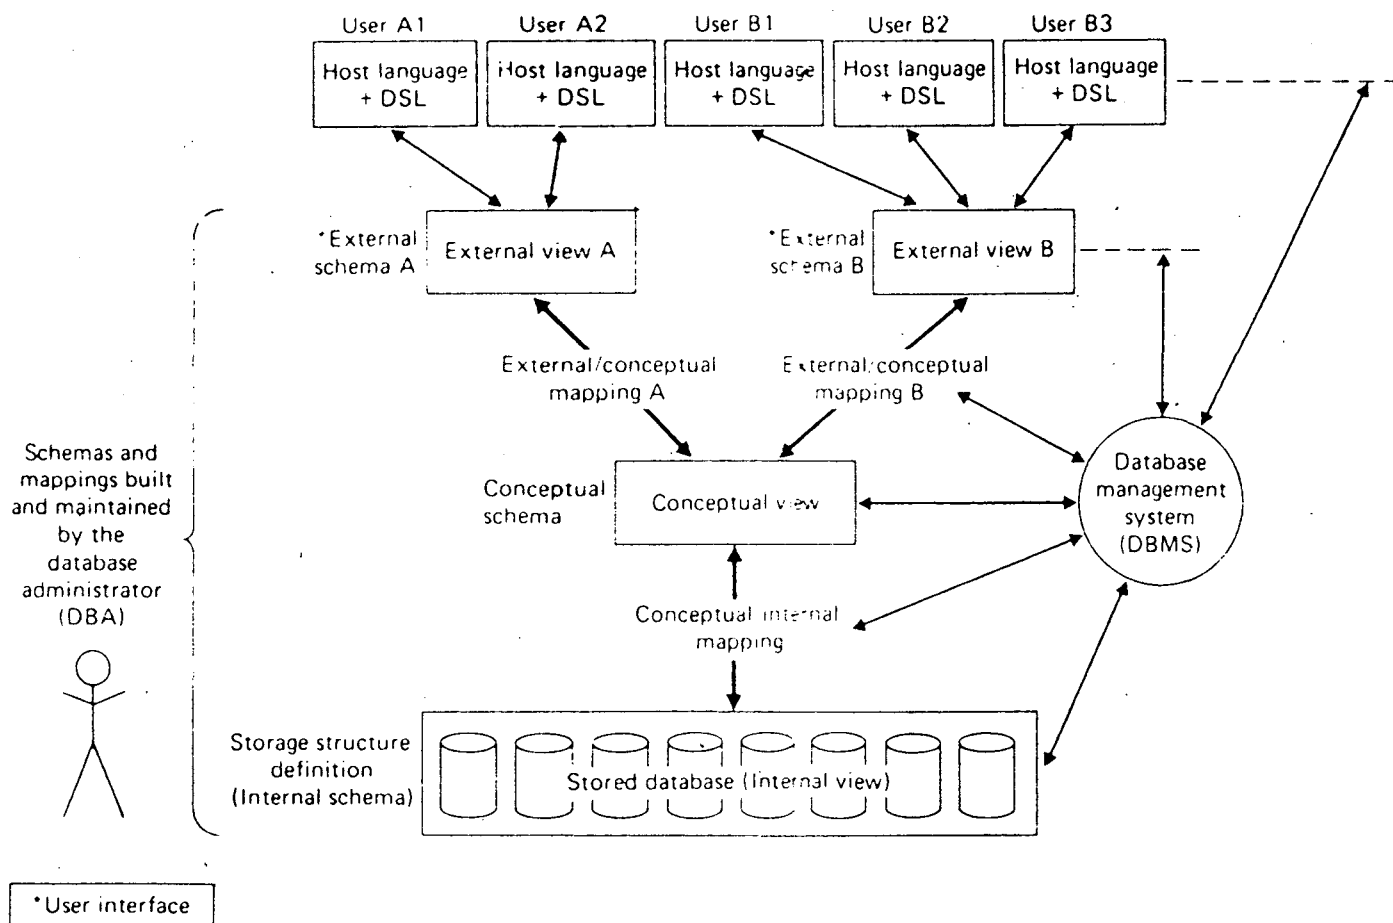 User A1
User A2
User B1
User B2
User B3
Host language
+ DSL
Host language
+ DSL
Host language
+ DSL
Host language
+ DSL
Host language
+ DSL
*External
schema A
External view A
*External
schema B
External view B
External/conceptual
mapping A
External/conceptual
mapping B
Schemas and
mappings built
and maintained
by the
database
administrator
(DBA)
Conceptual
schema
Conceptual view
Database
management
system
(DBMS)
Conceptual internal
mapping
Storage structure
definition
(Internal schema)
Stored database (Internal view)
*User interface